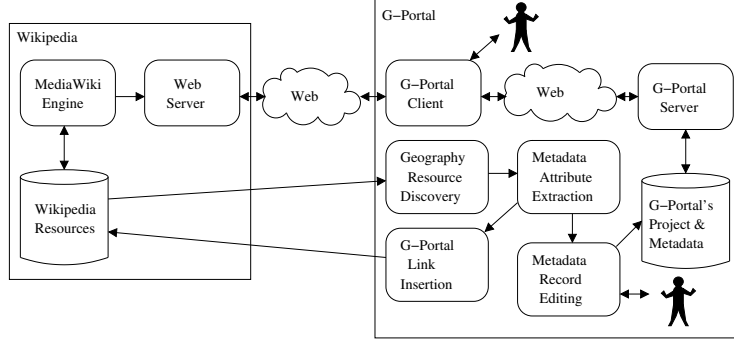 Wikipedia
MediaWiki
Engine
Web
Server
Web
Wikipedia
Resources
G–Portal
G–Portal
Client
Web
G–Portal
Server
Geography
Resource
Discovery
Metadata
Attribute
Extraction
G–Portal
Link
Insertion
Metadata
Record
Editing
G–Portal's
Project &
Metadata